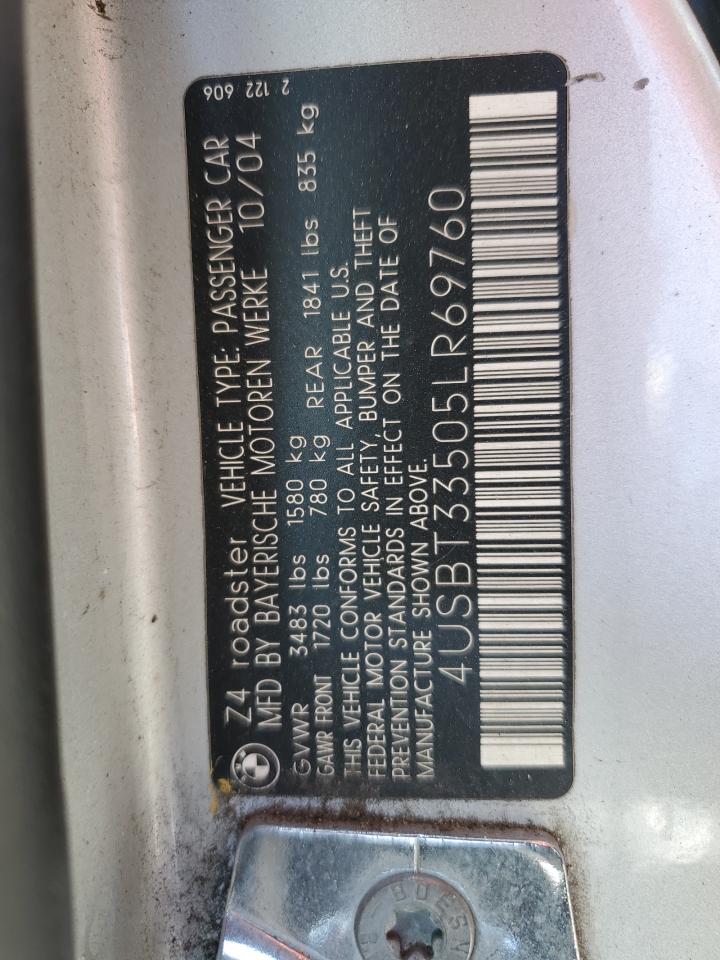 Z4 roadster VEHICLE TYPE: PASSENGER CAR
MFD BY BAYERISCHE MOTOREN WERKE 10/04
2 122 606
GVWR 3483 lbs 1580 kg
GAWR FRONT 1720 lbs 780 kg REAR 1841 lbs 835 kg
THIS VEHICLE CONFORMS TO ALL APPLICABLE U.S.
FEDERAL MOTOR VEHICLE SAFETY, BUMPER AND THEFT
PREVENTION STANDARDS IN EFFECT ON THE DATE OF
MANUFACTURE SHOWN ABOVE.
4USBT33505LR69760